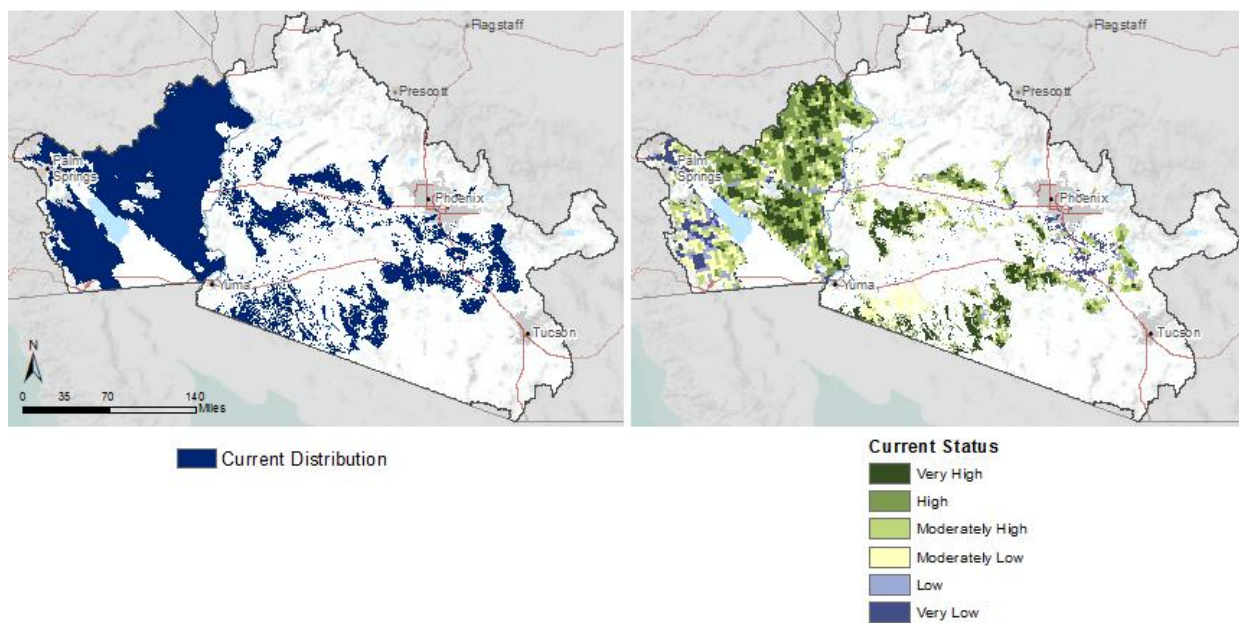 Flagstaff
Prescott
Palm
Springs
Phoenix
Yuma
Tucson
N
0 35 70 140
Miles
Current Distribution
Flagstaff
Prescott
Palm
Springs
Phoenix
Yuma
Tucson
Current Status
Very High
High
Moderately High
Moderately Low
Low
Very Low